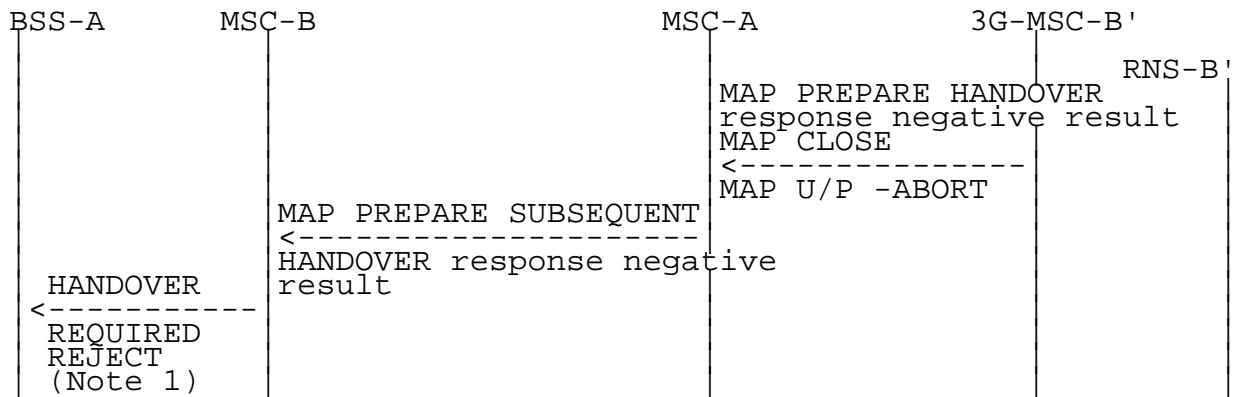 BSS-A MSC-B MSC-A 3G-MSC-B'
RNS-B'
MAP PREPARE HANDOVER
response negative result
MAP CLOSE
<---------------
MAP U/P -ABORT
MAP PREPARE SUBSEQUENT
<----------------------
HANDOVER response negative
result
HANDOVER
<-----------
REQUIRED
REJECT
(Note 1)